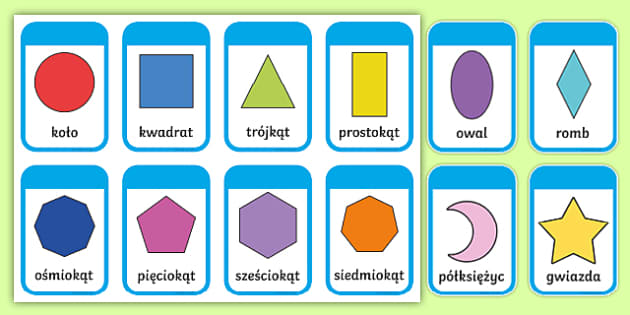 koło
kwadrat
trójkąt
prostokąt
owal
romb
ośmiokąt
pięciokąt
sześciokąt
siedmiokąt
półksiężyc
gwiazda